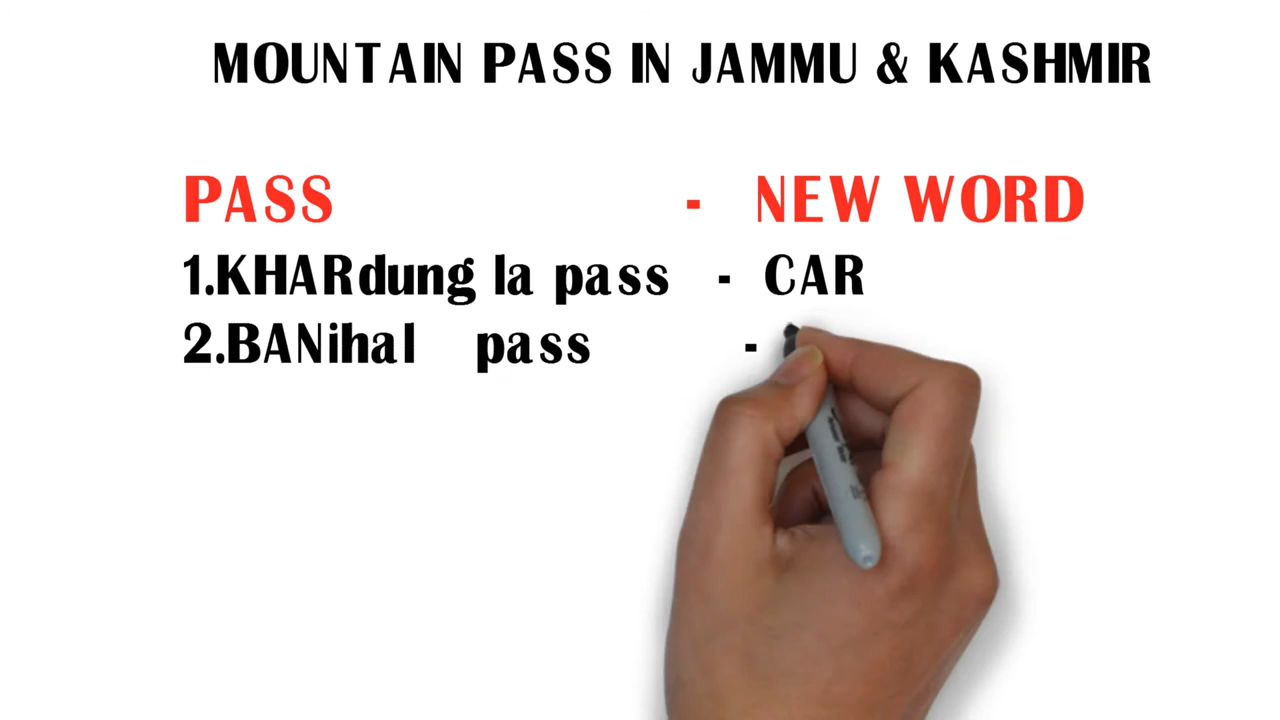 MOUNTAIN PASS IN JAMMU & KASHMIR
PASS - NEW WORD
1.KHARdung la pass - CAR
2.BANihal pass -